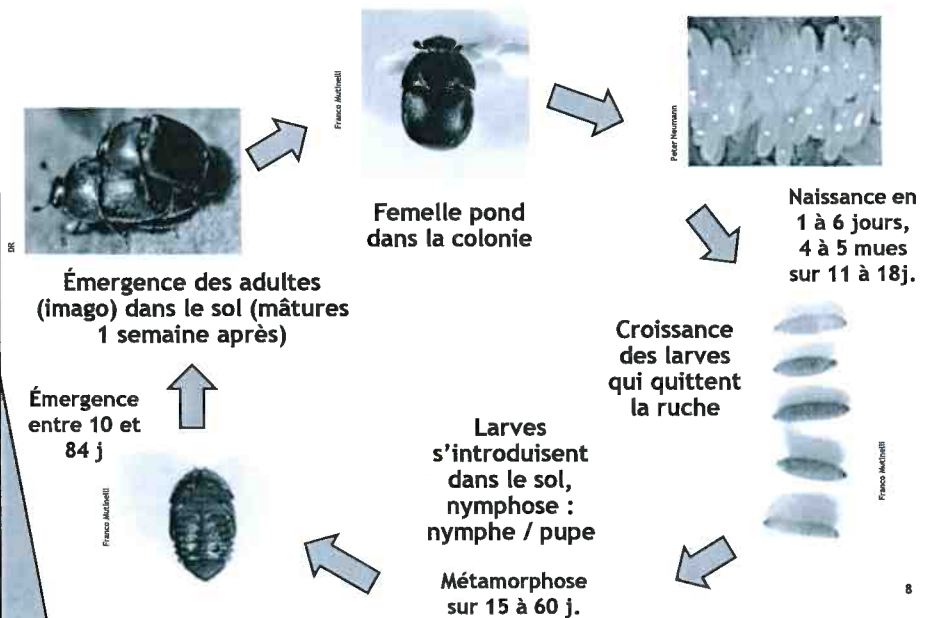 Franco Mutinelli
Peter Neumann
DR
Femelle pond
dans la colonie
Naissance en
1 à 6 jours,
4 à 5 mues
sur 11 à 18j.
Émergence des adultes
(imago) dans le sol (mâtures
1 semaine après)
Croissance
des larves
qui quittent
la ruche
Franco Mutinelli
Émergence
entre 10 et
84 j
Franco Mutinelli
Larves
s'introduisent
dans le sol,
nymphose :
nymphe / pupe
Métamorphose
sur 15 à 60 j.
8